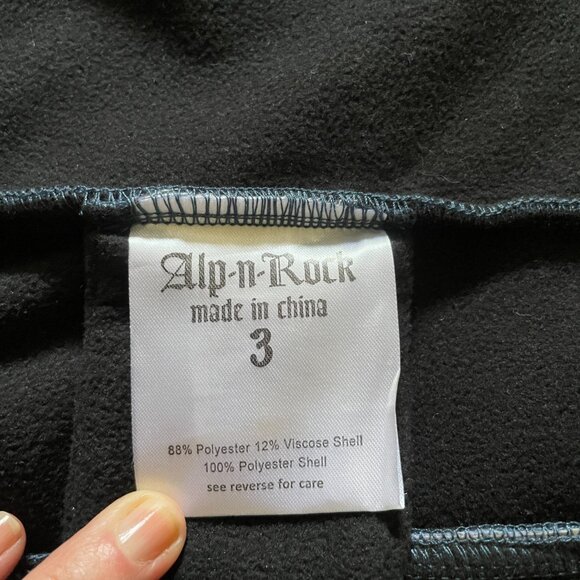 Alp-n-Rock
made in china
3
88% Polyester 12% Viscose Shell
100% Polyester Shell
see reverse for care